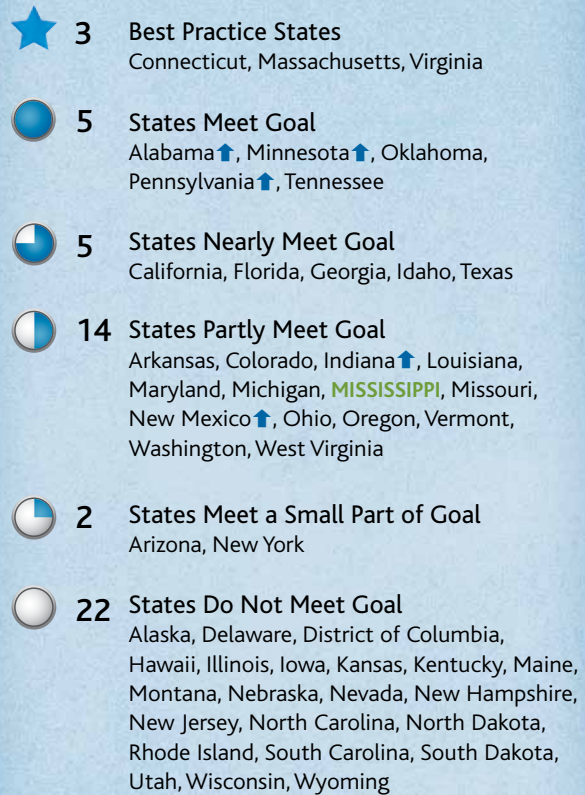 3 Best Practice States
Connecticut, Massachusetts, Virginia
5 States Meet Goal
Alabama⬆, Minnesota⬆, Oklahoma,
Pennsylvania⬆, Tennessee
5 States Nearly Meet Goal
California, Florida, Georgia, Idaho, Texas
14 States Partly Meet Goal
Arkansas, Colorado, Indiana⬆, Louisiana,
Maryland, Michigan, MISSISSIPPI, Missouri,
New Mexico⬆, Ohio, Oregon, Vermont,
Washington, West Virginia
2 States Meet a Small Part of Goal
Arizona, New York
22 States Do Not Meet Goal
Alaska, Delaware, District of Columbia,
Hawaii, Illinois, Iowa, Kansas, Kentucky, Maine,
Montana, Nebraska, Nevada, New Hampshire,
New Jersey, North Carolina, North Dakota,
Rhode Island, South Carolina, South Dakota,
Utah, Wisconsin, Wyoming